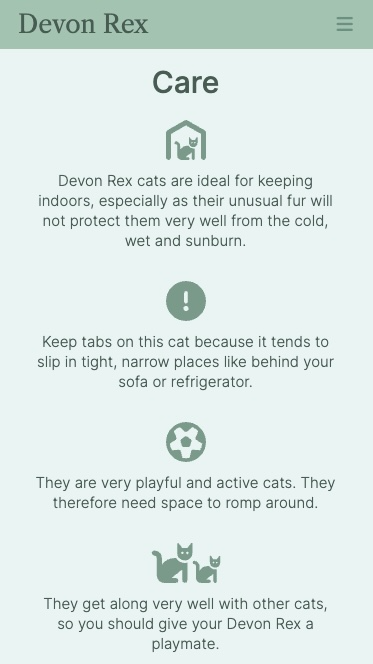 Devon Rex
Care
Devon Rex cats are ideal for keeping
indoors, especially as their unusual fur will
not protect them very well from the cold,
wet and sunburn.
Keep tabs on this cat because it tends to
slip in tight, narrow places like behind your
sofa or refrigerator.
They are very playful and active cats. They
therefore need space to romp around.
They get along very well with other cats,
so you should give your Devon Rex a
playmate.